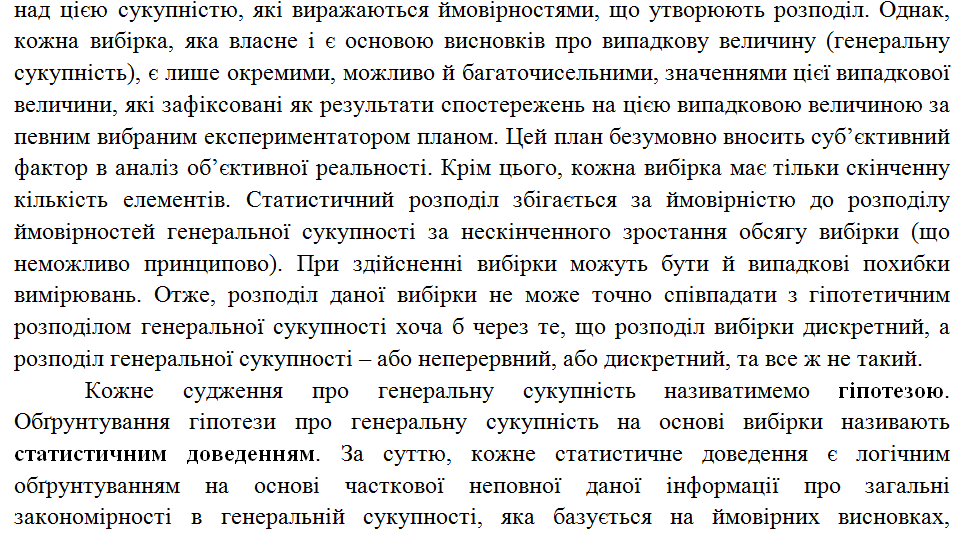 над цією сукупністю, які виражаються ймовірностями, що утворюють розподіл. Однак,
кожна вибірка, яка власне і є основою висновків про випадкову величину (генеральну
сукупність), є лише окремими, можливо й багаточисельними, значеннями цієї випадкової
величини, які зафіксовані як результати спостережень на цією випадковою величиною за
певним вибраним експериментатором планом. Цей план безумовно вносить суб’єктивний
фактор в аналіз об’єктивної реальності. Крім цього, кожна вибірка має тільки скінченну
кількість елементів. Статистичний розподіл збігається за ймовірністю до розподілу
ймовірностей генеральної сукупності за нескінченного зростання обсягу вибірки (що
неможливо принципово). При здійсненні вибірки можуть бути й випадкові похибки
вимірювань. Отже, розподіл даної вибірки не може точно співпадати з гіпотетичним
розподілом генеральної сукупності хоча б через те, що розподіл вибірки дискретний, а
розподіл генеральної сукупності – або неперервний, або дискретний, та все ж не такий.
Кожне судження про генеральну сукупність називатимемо гіпотезою.
Обґрунтування гіпотези про генеральну сукупність на основі вибірки називають
статистичним доведенням. За суттю, кожне статистичне доведення є логічним
обґрунтуванням на основі часткової неповної даної інформації про загальні
закономірності в генеральній сукупності, яка базується на ймовірних висновках,